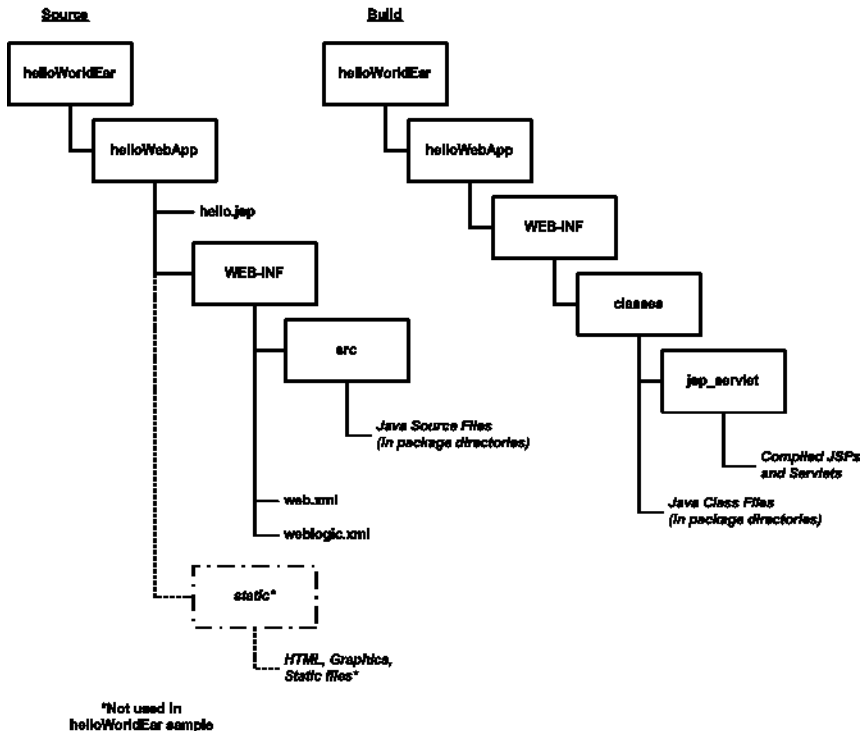 Source
helloWorldEar
helloWebApp
hello.jsp
WEB-INF
src
Java Source Files
(in package directories)
web.xml
weblogic.xml
static*
HTML, Graphics,
Static files*
*Not used in
helloWorldEar sample
Build
helloWorldEar
helloWebApp
WEB-INF
classes
jsp_servlet
Compiled JSPs
and Servlets
Java Class Files
(in package directories)